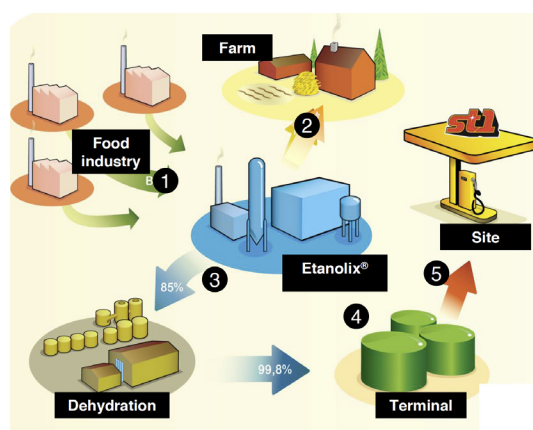 Farm
2
st1
Food
industry
B
1
Site
Etanolix®
3
85%
5
4
99,8%
Dehydration
Terminal